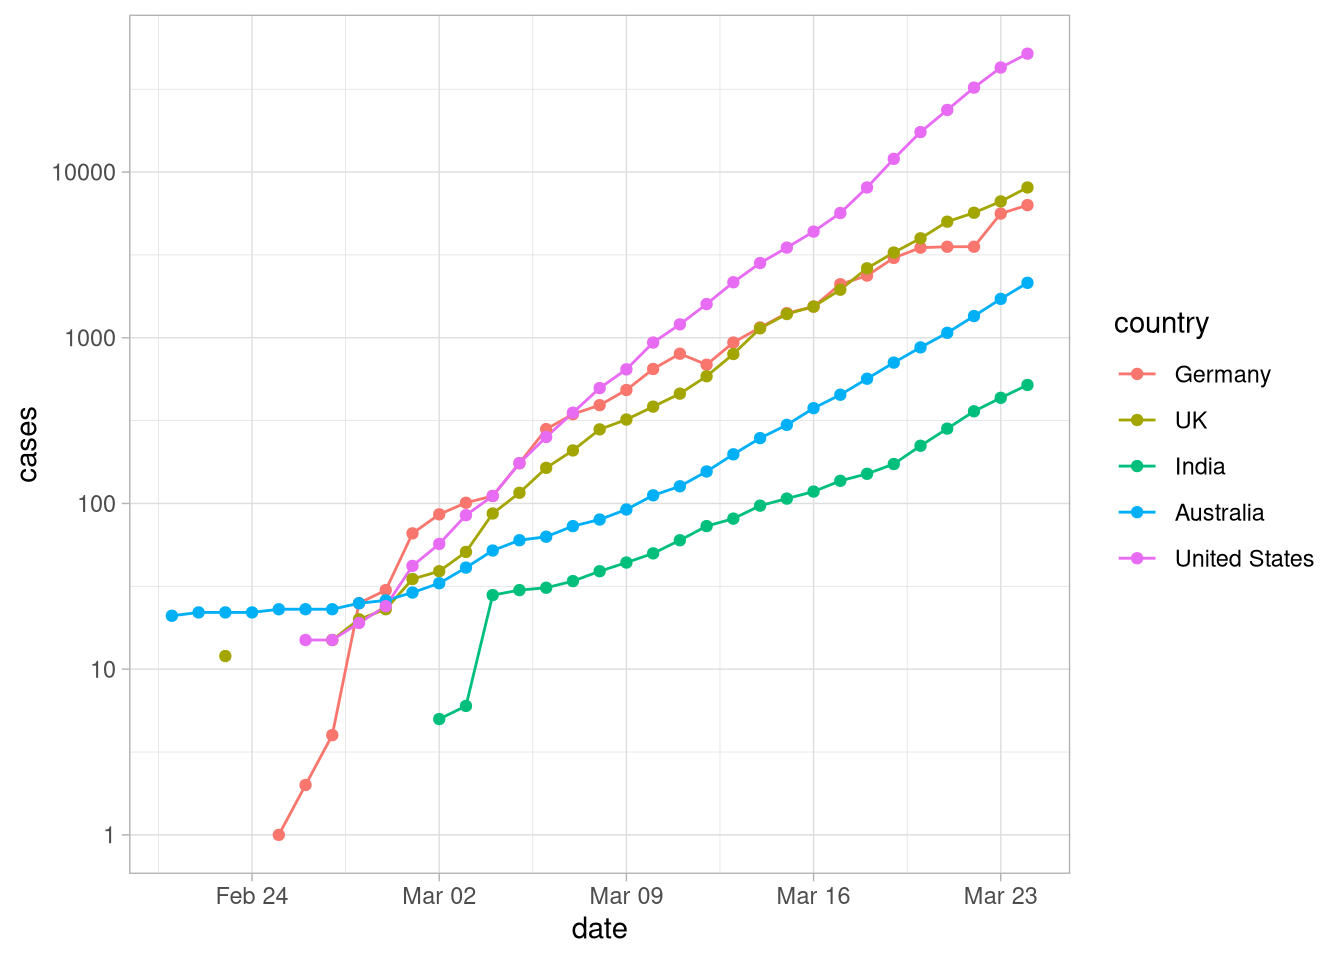 cases
10000
1000
100
10
1
Feb 24
Mar 02
Mar 09
Mar 16
Mar 23
date
country
Germany
UK
India
Australia
United States